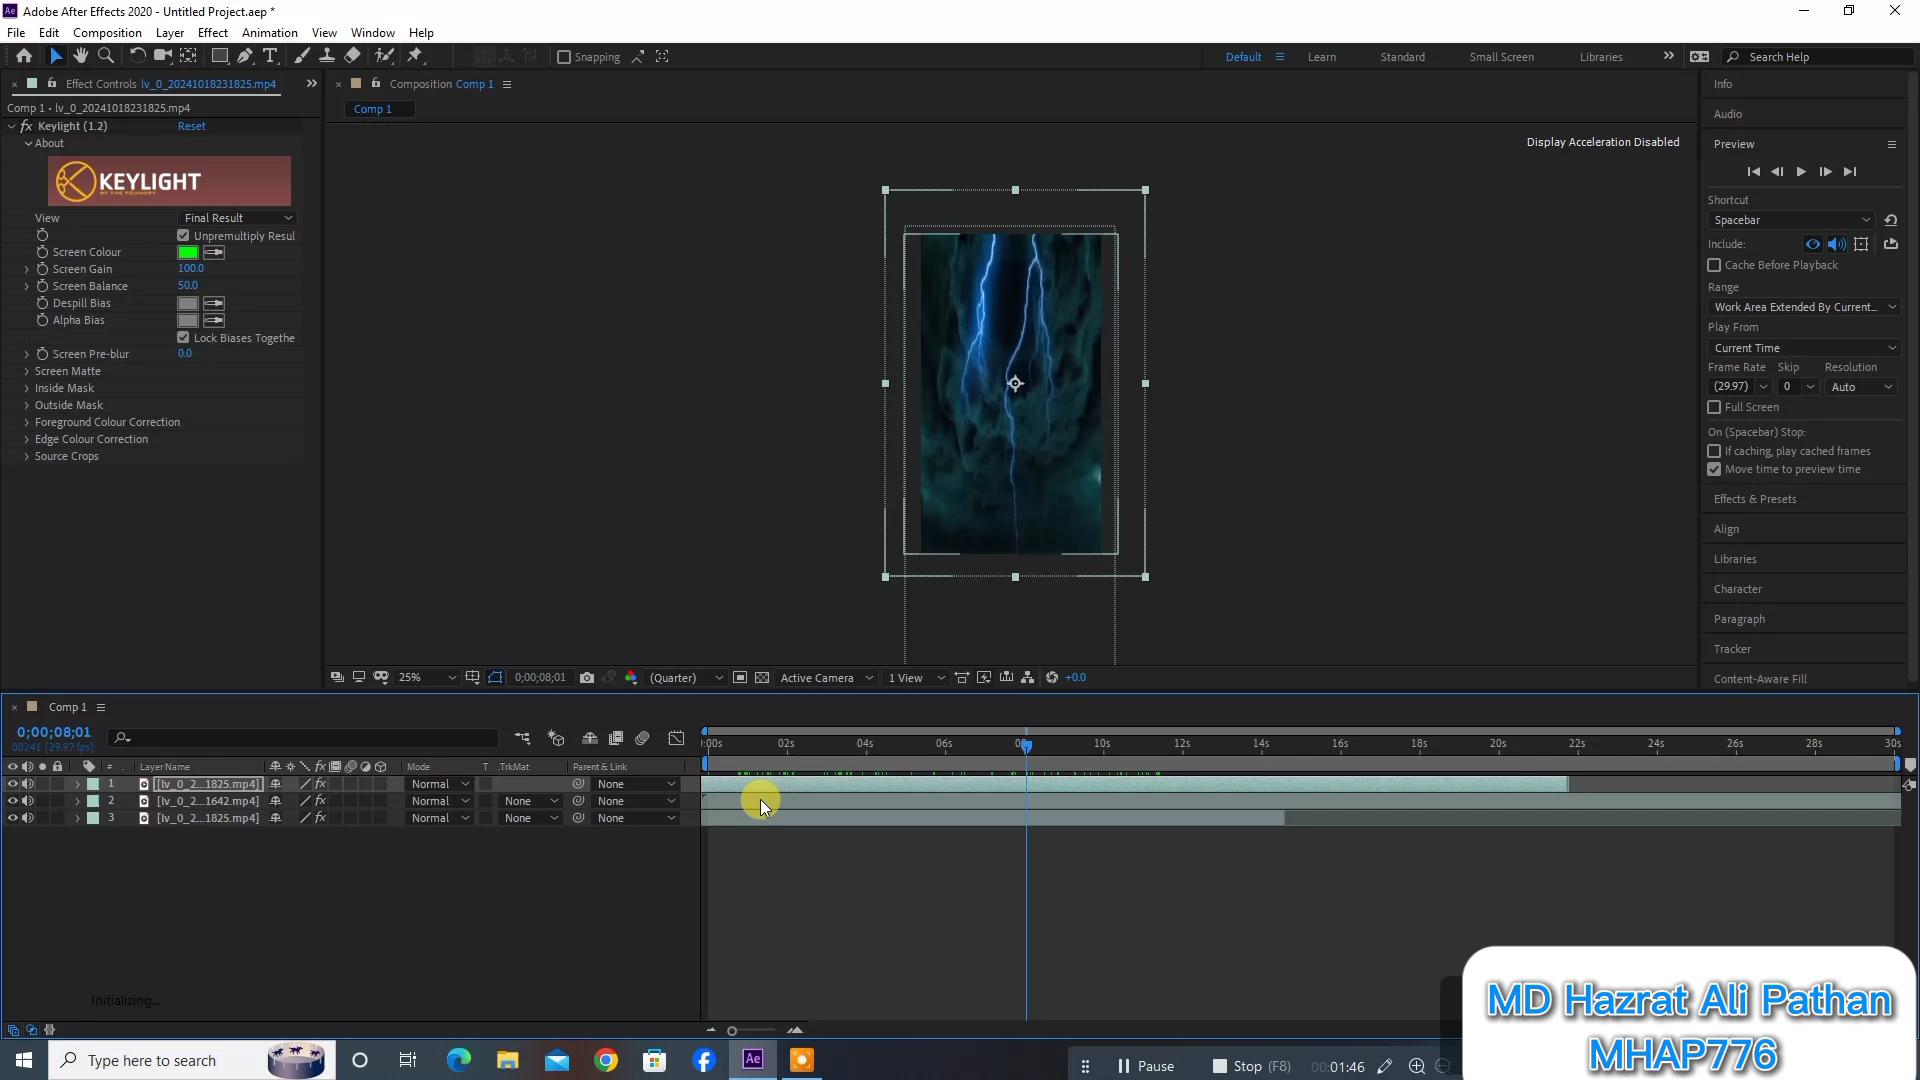 Ae Adobe After Effects 2020 - Untitled Project.aep *
File Edit Composition Layer Effect Animation View Window Help
Snapping Default Learn Standard Small Screen Libraries Search Help
Effect Controls lv_0_20241018231825.mp4
Comp 1 • lv_0_20241018231825.mp4
fx Keylight (1.2) Reset
About
KEYLIGHT
BY THE FOUNDRY
View Final Result
Unpremultiply Resul
Screen Colour
Screen Gain 100.0
Screen Balance 50.0
Despill Bias
Alpha Bias
Lock Biases Togethe
Screen Pre-blur 0.0
Screen Matte
Inside Mask
Outside Mask
Foreground Colour Correction
Edge Colour Correction
Source Crops
Composition Comp 1
Comp 1
Display Acceleration Disabled
25% 0;00;08;01 (Quarter) Active Camera 1 View +0.0
Info
Audio
Preview
Shortcut
Spacebar
Include:
Cache Before Playback
Range
Work Area Extended By Current...
Play From
Current Time
Frame Rate Skip Resolution
(29.97) 0 Auto
Full Screen
On (Spacebar) Stop:
If caching, play cached frames
Move time to preview time
Effects & Presets
Align
Libraries
Character
Paragraph
Tracker
Content-Aware Fill
Comp 1
0;00;08;01
00241 (29.97 fps)
:00s 02s 04s 06s 10s 12s 14s 16s 18s 20s 22s 24s 26s 28s 30s
# Layer Name fx Mode T .TrkMat Parent & Link
1 [lv_0_2...1825.mp4] fx Normal None
2 [lv_0_2...1642.mp4] fx Normal None None
3 [lv_0_2...1825.mp4] fx Normal None None
Initializing...
MD Hazrat Ali Pathan
MHAP776
Type here to search Ae Pause Stop (F8) 00:01:46